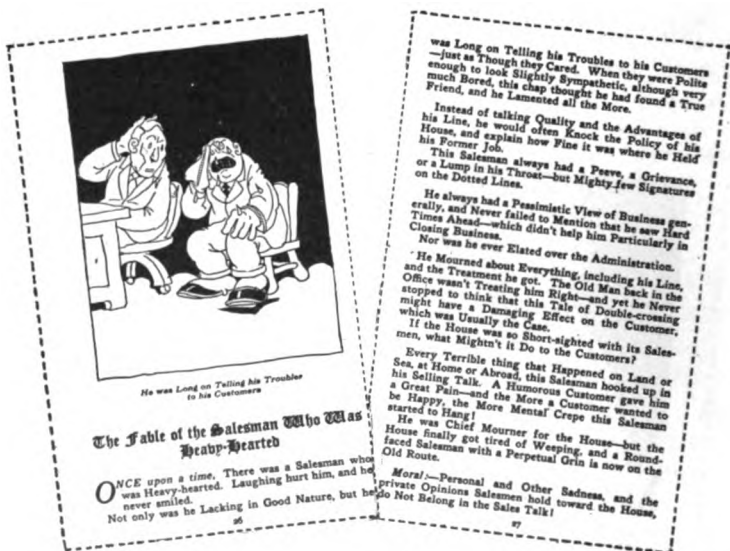 He was Long on Telling his Troubles
to his Customers
The Fable of the Salesman Who Was
Heavy-Hearted
ONCE upon a time, There was a Salesman who
was Heavy-hearted. Laughing hurt him, and he
never smiled.
Not only was he Lacking in Good Nature, but he
26
was Long on Telling his Troubles to his Customers
—just as Though they Cared. When they were Polite
enough to look Slightly Sympathetic, although very
much Bored, this chap thought he had found a True
Friend, and he Lamented all the More.
Instead of talking Quality and the Advantages of
his Line, he would often Knock the Policy of his
House, and explain how Fine it was where he Held
his Former Job.
This Salesman always had a Peeve, a Grievance,
or a Lump in his Throat—but Mighty few Signatures
on the Dotted Lines.
He always had a Pessimistic View of Business gen-
erally, and Never failed to Mention that he saw Hard
Times Ahead—which didn't help him Particularly in
Closing Business.
Nor was he ever Elated over the Administration.
He Mourned about Everything, including his Line,
and the Treatment he got. The Old Man back in the
Office wasn't Treating him Right—and yet he Never
stopped to think that this Tale of Double-crossing
might have a Damaging Effect on the Customer,
which was Usually the Case.
If the House was so Short-sighted with its Sales-
men, what Mightn't it Do to the Customers?
Every Terrible thing that Happened on Land or
Sea, at Home or Abroad, this Salesman hooked up in
his Selling Talk. A Humorous Customer gave him
a Great Pain—and the More a Customer wanted to
be Happy, the More Mental Crepe this Salesman
started to Hang!
He was Chief Mourner for the House—but the
House finally got tired of Weeping, and a Round-
faced Salesman with a Perpetual Grin is now on the
Old Route.
Moral:—Personal and Other Sadness, and the
private Opinions Salesmen hold toward the House,
do Not Belong in the Sales Talk!
27